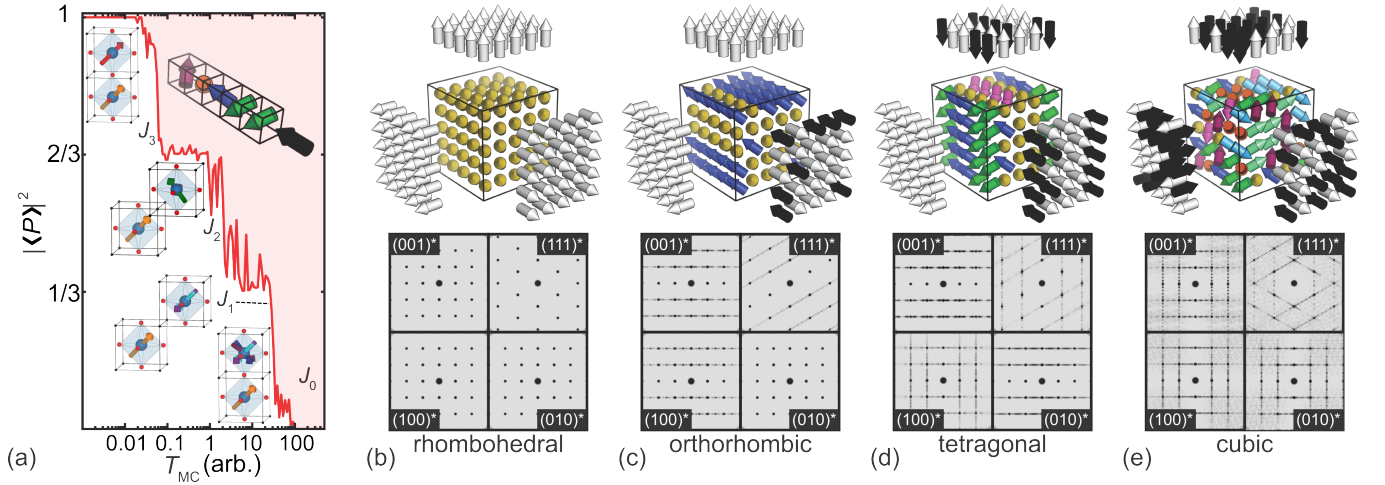 1
2/3
1/3
|⟨P⟩|²
J₃
J₂
J₁
J₀
0.01 0.1 1 10 100
T_MC (arb.)
(a)
(001)* (111)*
(100)* (010)*
(b) rhombohedral
(001)* (111)*
(100)* (010)*
(c) orthorhombic
(001)* (111)*
(100)* (010)*
(d) tetragonal
(001)* (111)*
(100)* (010)*
(e) cubic